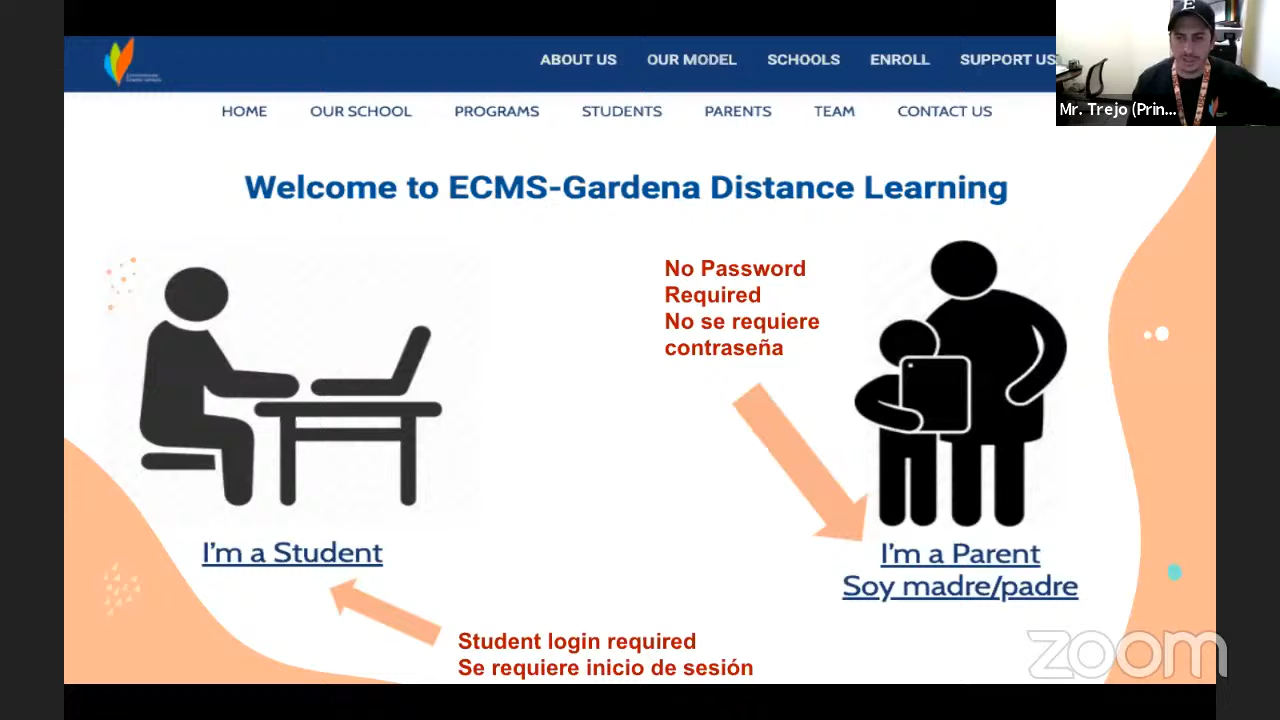 ABOUT US OUR MODEL SCHOOLS ENROLL SUPPORT US
E
Mr. Trejo (Prin...
HOME OUR SCHOOL PROGRAMS STUDENTS PARENTS TEAM CONTACT US
Welcome to ECMS-Gardena Distance Learning
No Password
Required
No se requiere
contraseña
I'm a Student
I'm a Parent
Soy madre/padre
Student login required
Se requiere inicio de sesión
zoom